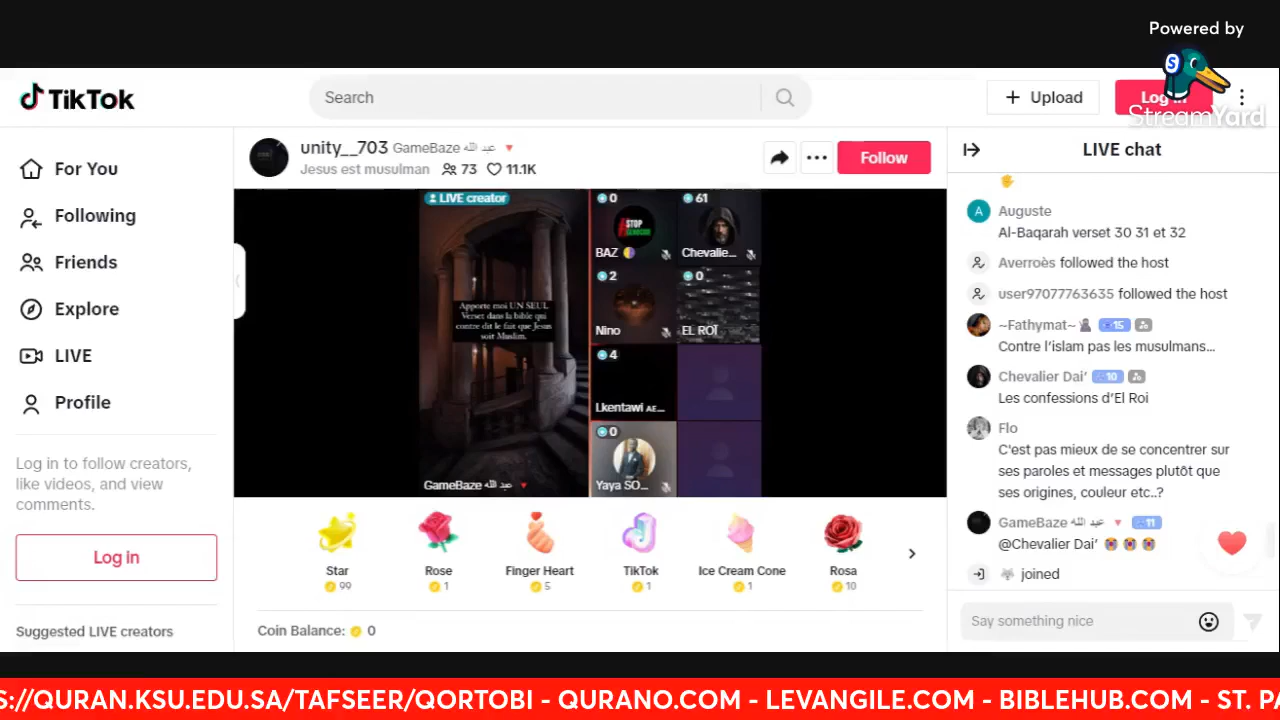 Powered by
StreamYard
TikTok
Search
Upload
Log in
For You
Following
Friends
Explore
LIVE
Profile
Log in to follow creators,
like videos, and view
comments.
Log in
Suggested LIVE creators
unity__703 GameBaze عبد الله
Jesus est musulman 73 11.1K
Follow
LIVE creator
Apporte moi UN SEUL
Verset dans la bible qui
contre dit le fait que Jesus
soit Muslim.
GameBaze عبد الله
0
STOP
BAZ
61
Chevalie...
2
Nino
0
EL ROÏ
4
Lkentawi AE...
0
Yaya SO...
Star
99
Rose
1
Finger Heart
5
TikTok
1
Ice Cream Cone
1
Rosa
10
Coin Balance: 0
LIVE chat
A
Auguste
Al-Baqarah verset 30 31 et 32
Averroès followed the host
user97077763635 followed the host
~Fathymat~ 15
Contre l'islam pas les musulmans...
Chevalier Dai' 10
Les confessions d'El Roi
Flo
C'est pas mieux de se concentrer sur
ses paroles et messages plutôt que
ses origines, couleur etc..?
GameBaze عبد الله 11
@Chevalier Dai'
joined
Say something nice
S://QURAN.KSU.EDU.SA/TAFSEER/QORTOBI - QURANO.COM - LEVANGILE.COM - BIBLEHUB.COM - ST. PA